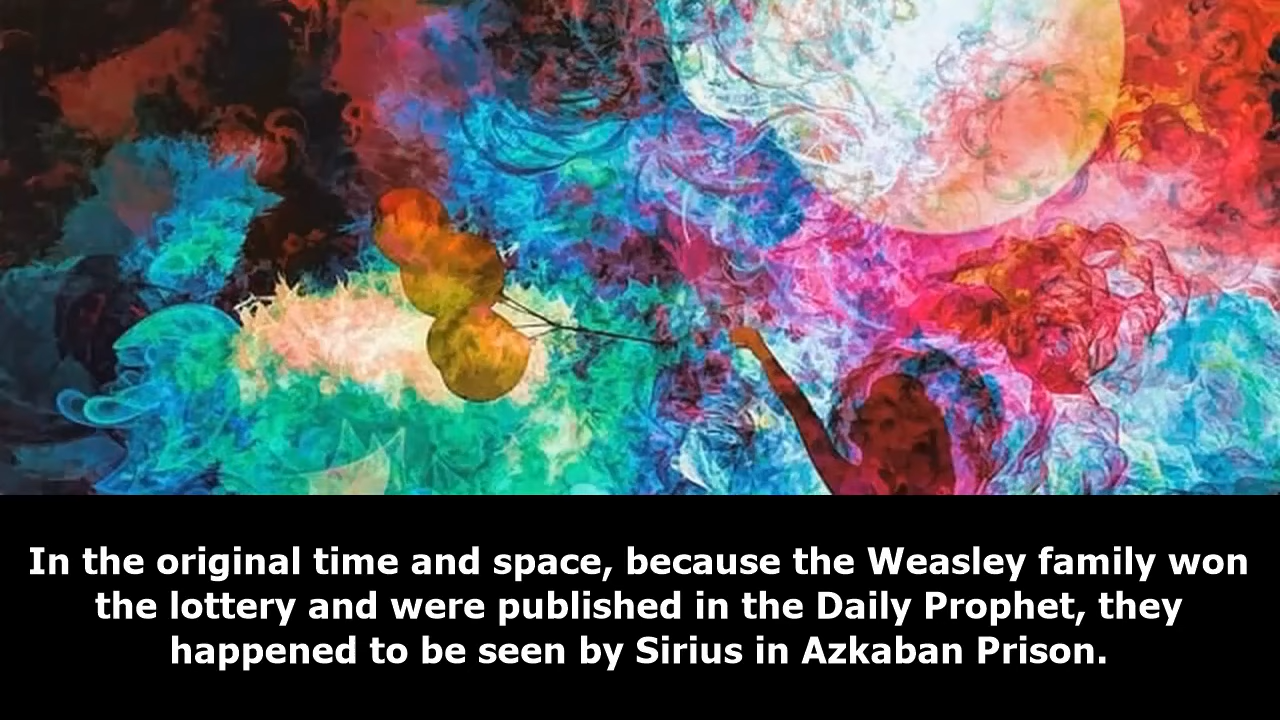 In the original time and space, because the Weasley family won
the lottery and were published in the Daily Prophet, they
happened to be seen by Sirius in Azkaban Prison.